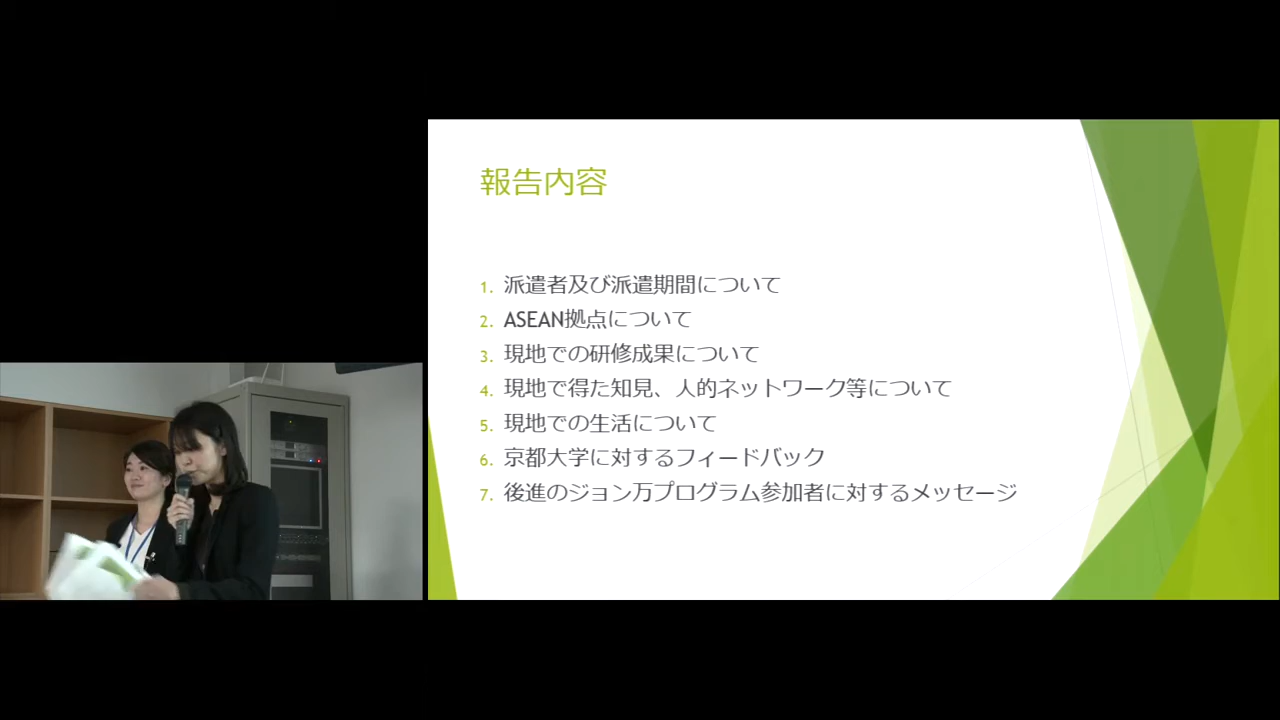 報告内容
1. 派遣者及び派遣期間について
2. ASEAN拠点について
3. 現地での研修成果について
4. 現地で得た知見、人的ネットワーク等について
5. 現地での生活について
6. 京都大学に対するフィードバック
7. 後進のジョン万プログラム参加者に対するメッセージ